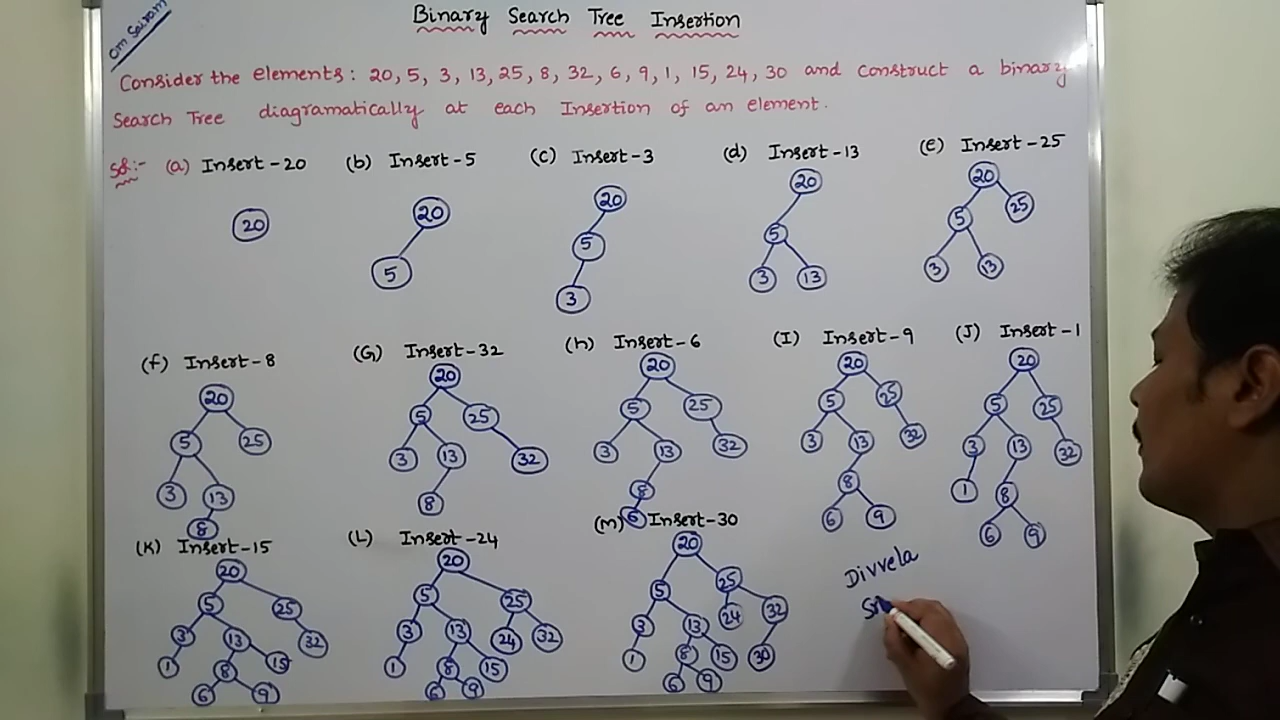 Om Sairam
Binary Search Tree Insertion
Consider the elements: 20, 5, 3, 13, 25, 8, 32, 6, 9, 1, 15, 24, 30 and construct a binary
Search Tree diagramatically at each Insertion of an element.
Sol:- (a) Insert-20 (b) Insert-5 (c) Insert-3 (d) Insert-13 (E) Insert-25
20
20
5
20
5
3
20
5
3 13
20
5 25
3 13
(f) Insert-8 (G) Insert-32 (h) Insert-6 (I) Insert-9 (J) Insert-1
20
5 25
3 13
8
20
5 25
3 13 32
8
20
5 25
3 13 32
8
6
20
5 25
3 13 32
8
6 9
20
5 25
3 13 32
1 8
6 9
(K) Insert-15 (L) Insert-24 (M) Insert-30
20
5 25
3 13 32
1 8 15
6 9
20
5 25
3 13 24 32
1 8 15
6 9
20
5 25
3 13 24 32
1 8 15 30
6 9
Divvela